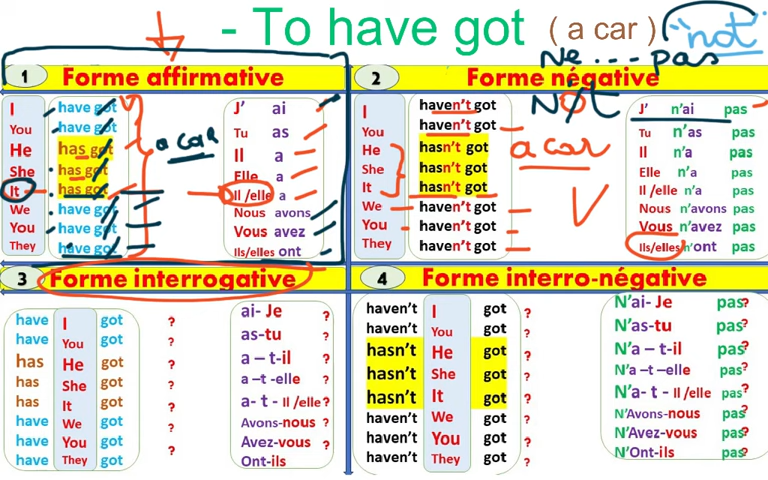 - To have got ( a car ) "not"
Ne ... pas
1 Forme affirmative
I have got J' ai
You have got Tu as
He has got a car Il a
She has got Elle a
It has got Il /elle a
We have got Nous avons
You have got Vous avez
They have got Ils/elles ont
2 Forme négative
NOT
I haven't got J' n'ai pas
You haven't got Tu n'as pas
He hasn't got a car Il n'a pas
She hasn't got Elle n'a pas
It hasn't got Il /elle n'a pas
We haven't got Nous n'avons pas
You haven't got Vous n'avez pas
They haven't got Ils/elles n'ont pas
3 Forme interrogative
have I got ? ai- Je ?
have You got ? as-tu ?
has He got ? a – t-il ?
has She got ? a –t -elle ?
has It got ? a- t - Il /elle ?
have We got ? Avons-nous ?
have You got ? Avez-vous ?
have They got Ont-ils
4 Forme interro-négative
haven't I got ? N'ai- Je pas?
haven't You got ? N'as-tu pas?
hasn't He got ? N'a – t-il pas?
hasn't She got ? N'a –t –elle pas?
hasn't It got ? N'a- t - Il /elle pas?
haven't We got ? N'Avons-nous pas?
haven't You got ? N'Avez-vous pas?
haven't They got ? N'Ont-ils pas?